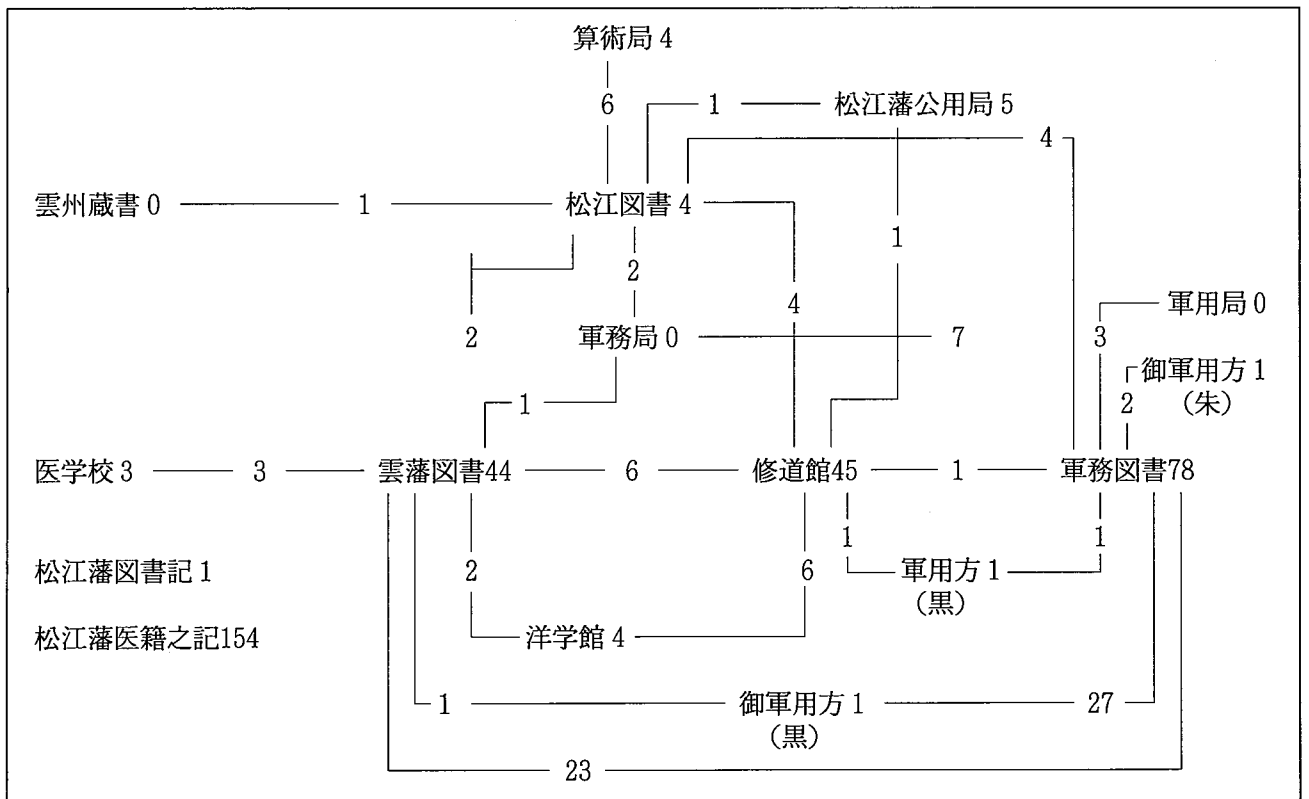 算術局 4
6
1
松江藩公用局 5
4
雲州蔵書 0
1
松江図書 4
1
2
4
軍用局 0
2
軍務局 0
7
3
御軍用方 1
1
2
(朱)
医学校 3
3
雲藩図書44
6
修道館45
1
軍務図書78
1
1
松江藩図書記 1
2
6
軍用方 1
(黒)
松江藩医籍之記154
洋学館 4
1
御軍用方 1
27
(黒)
23